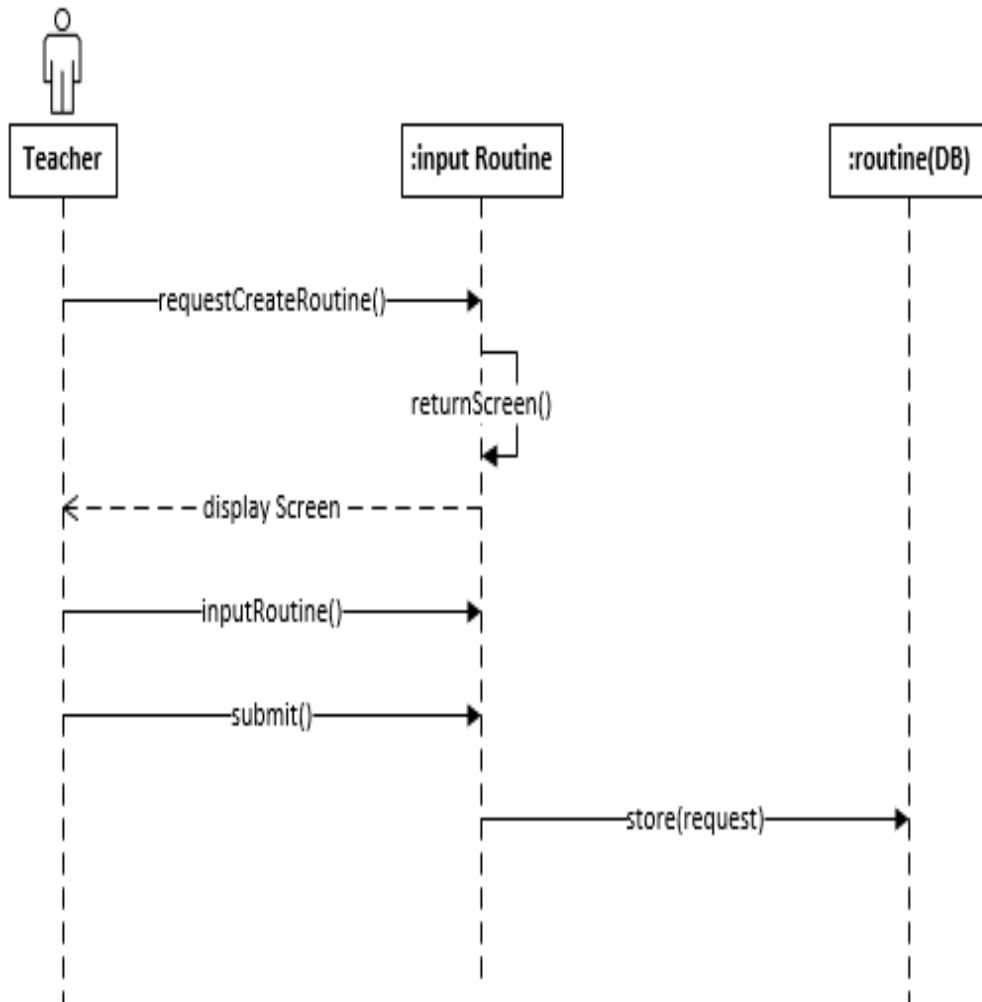 Teacher
:input Routine
:routine(DB)
requestCreateRoutine()
returnScreen()
display Screen
inputRoutine()
submit()
store(request)